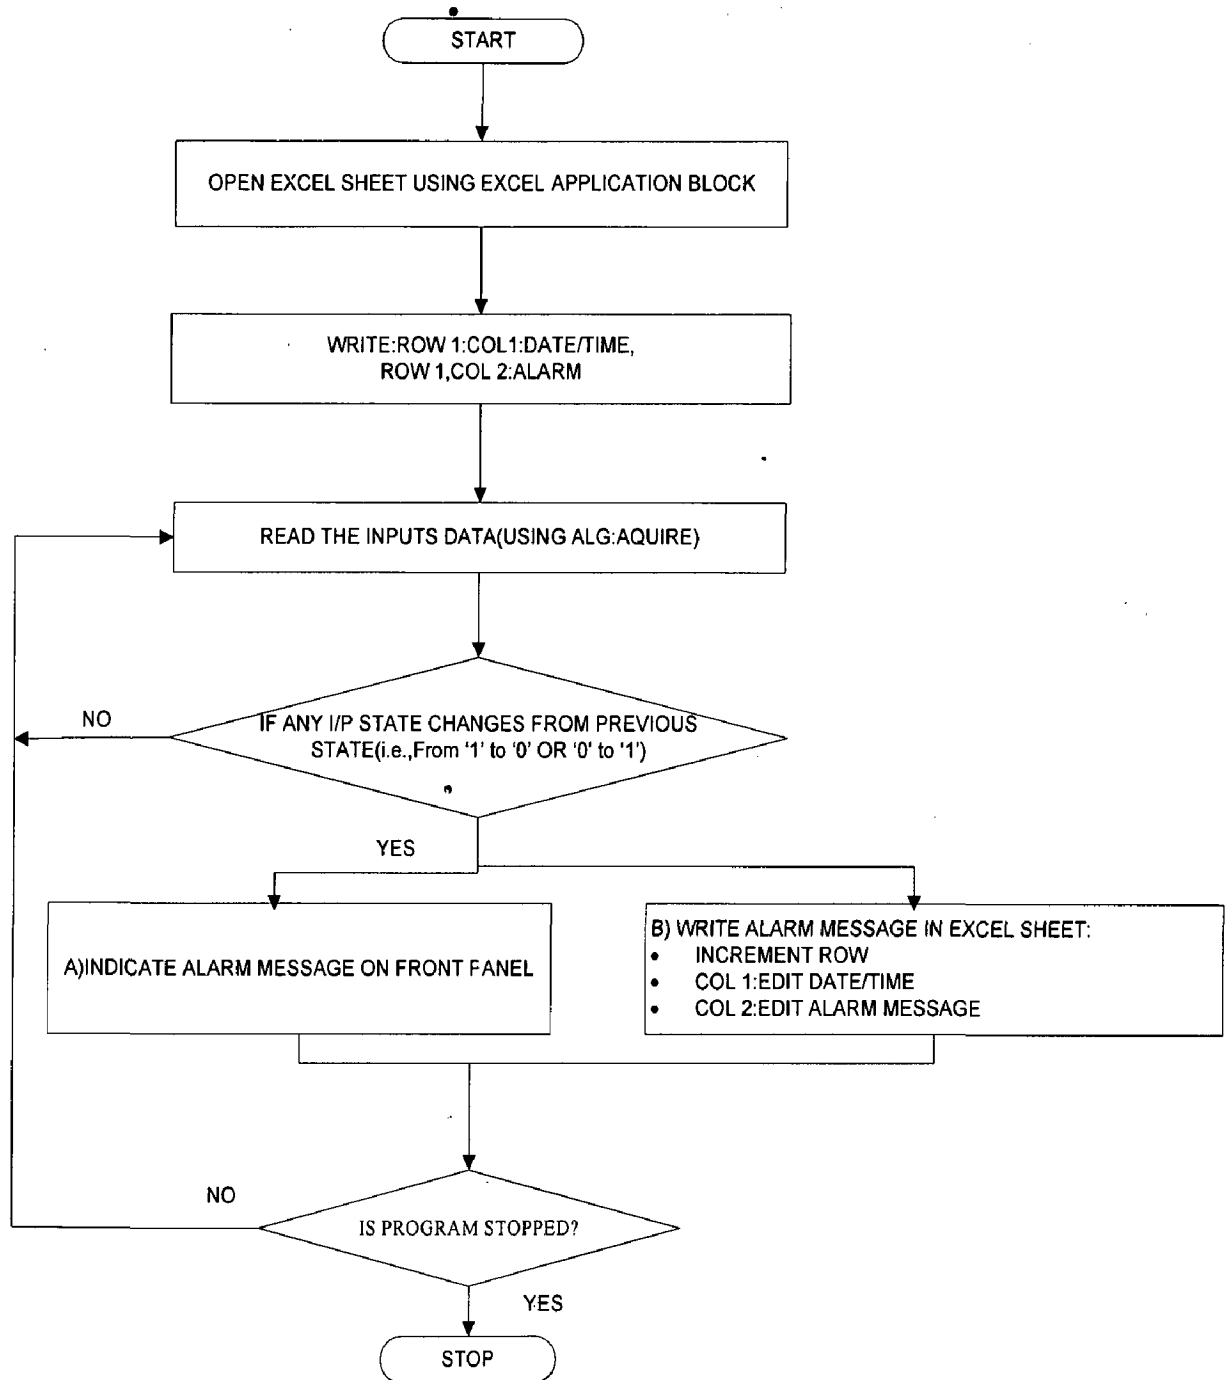 START
OPEN EXCEL SHEET USING EXCEL APPLICATION BLOCK
WRITE:ROW 1:COL1:DATE/TIME,
ROW 1,COL 2:ALARM
READ THE INPUTS DATA(USING ALG:AQUIRE)
NO
IF ANY I/P STATE CHANGES FROM PREVIOUS
STATE(i.e.,From '1' to '0' OR '0' to '1')
YES
A)INDICATE ALARM MESSAGE ON FRONT PANEL
B) WRITE ALARM MESSAGE IN EXCEL SHEET:
• INCREMENT ROW
• COL 1:EDIT DATE/TIME
• COL 2:EDIT ALARM MESSAGE
NO
IS PROGRAM STOPPED?
YES
STOP